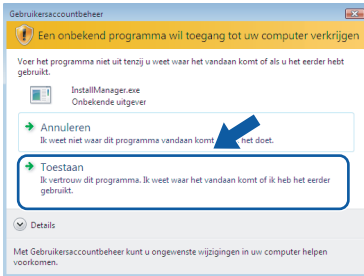 Gebruikersaccountbeheer
Een onbekend programma wil toegang tot uw computer verkrijgen
Voer het programma niet uit tenzij u weet waar het vandaan komt of als u het eerder hebt
gebruikt.
InstallManager.exe
Onbekende uitgever
Annuleren
Ik weet niet waar dit programma vandaan komt het doet.
Toestaan
Ik vertrouw dit programma. Ik weet waar het vandaan komt of ik heb het eerder
gebruikt.
Details
Met Gebruikersaccountbeheer kunt u ongewenste wijzigingen in uw computer helpen
voorkomen.